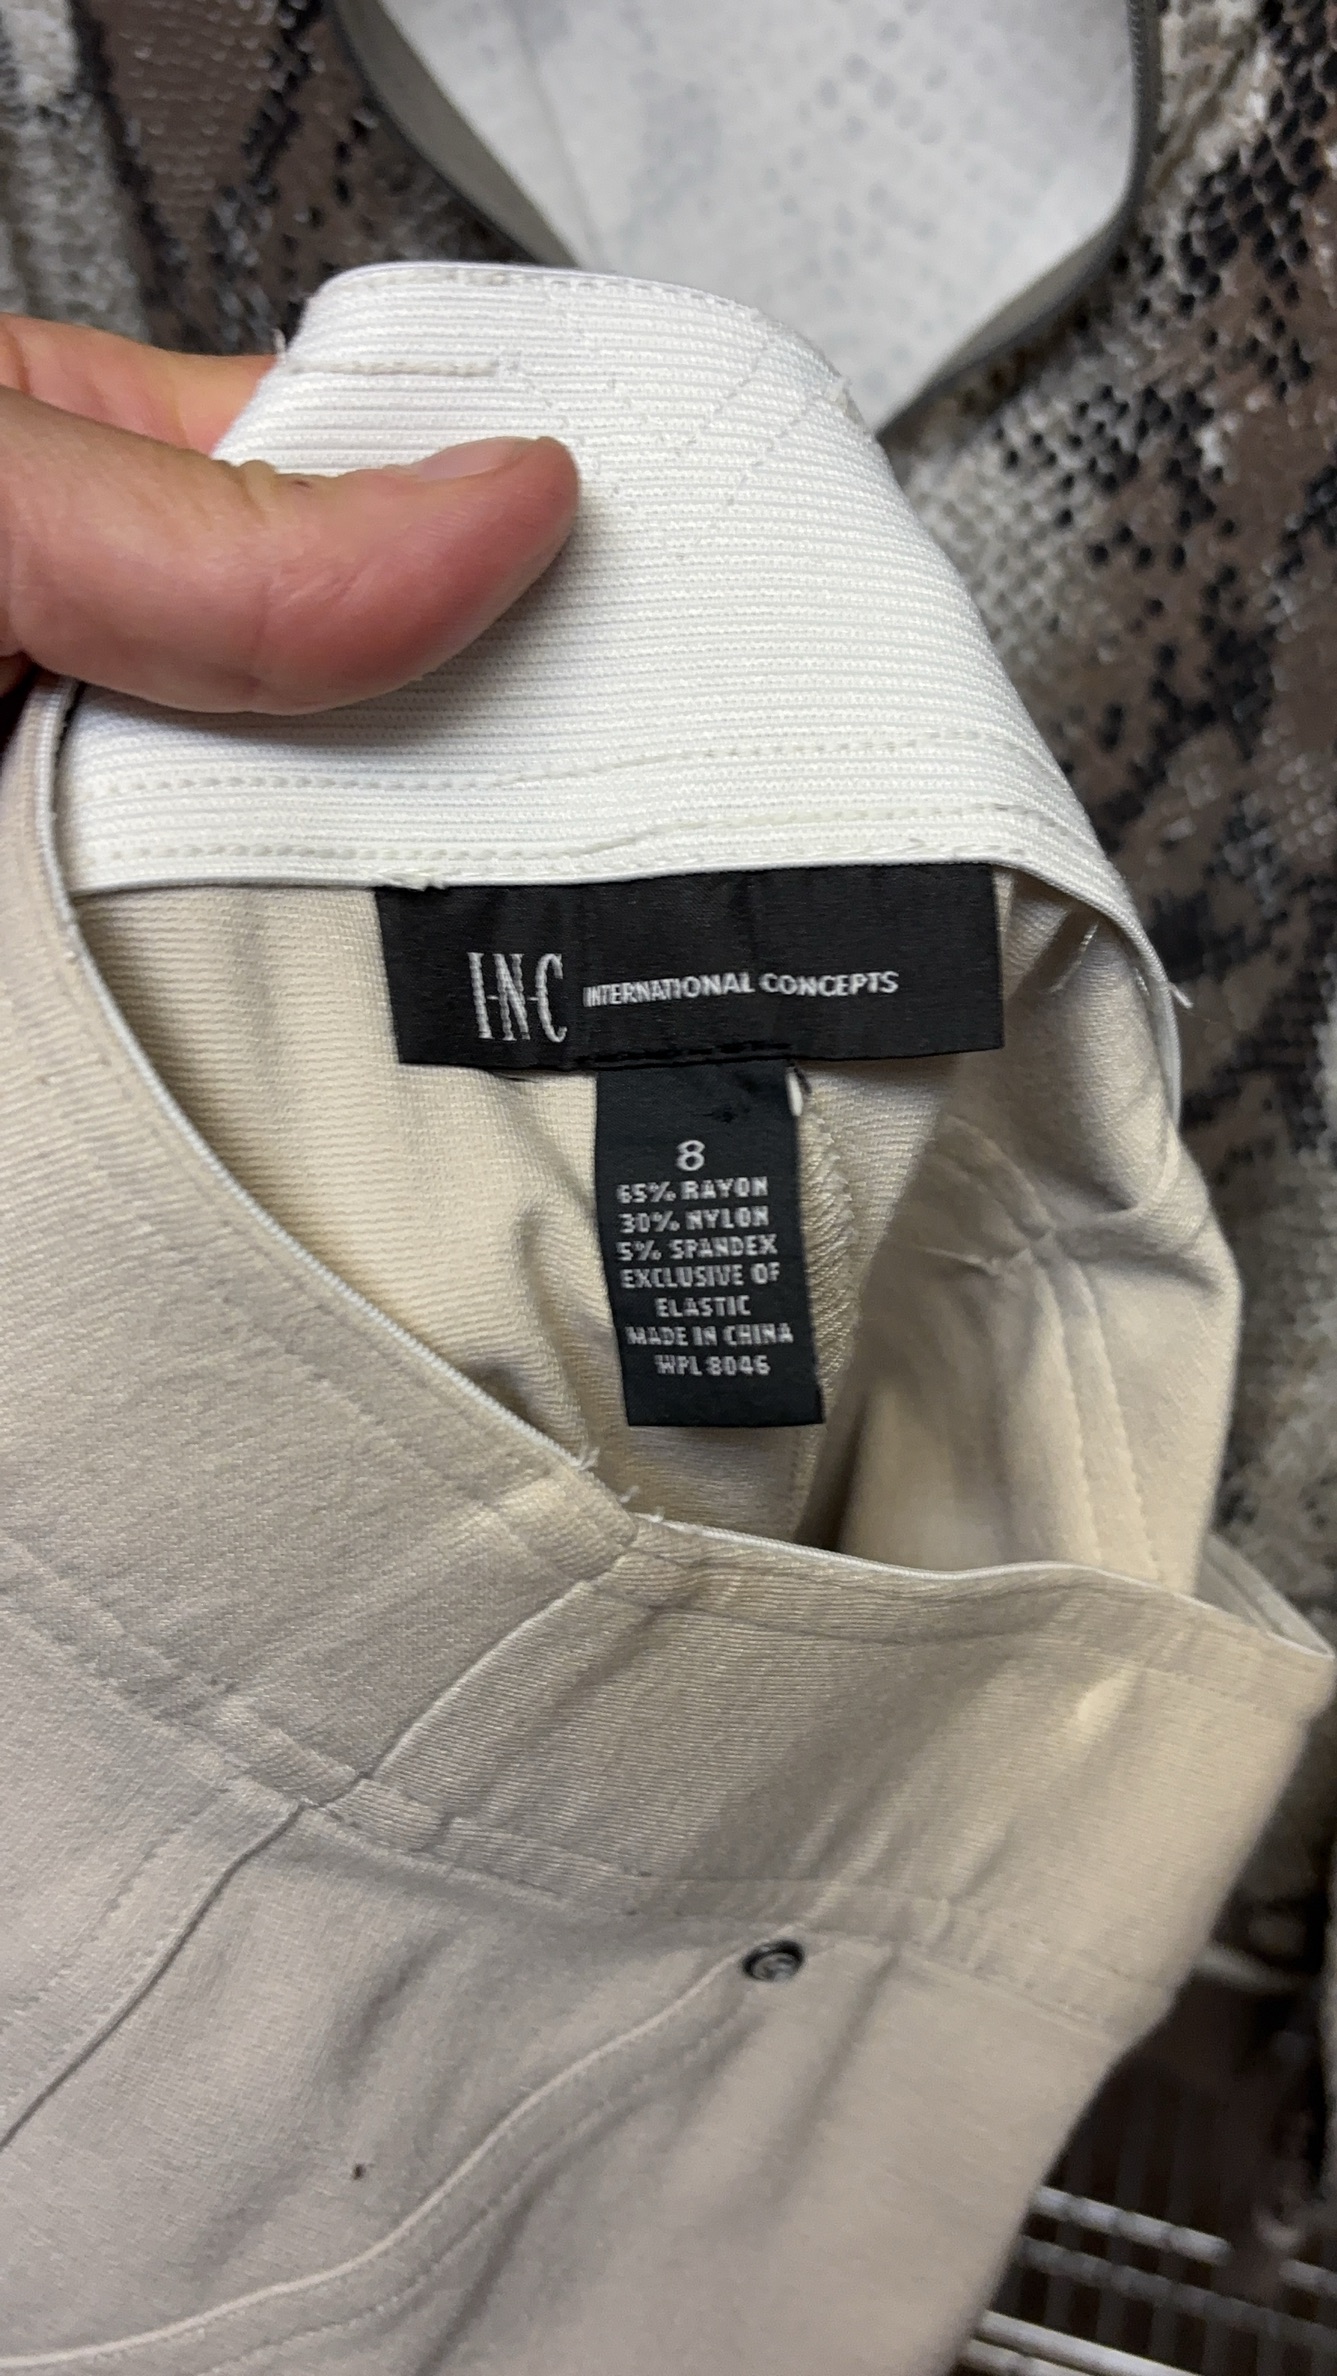 I·N·C INTERNATIONAL CONCEPTS
8
65% RAYON
30% NYLON
5% SPANDEX
EXCLUSIVE OF
ELASTIC
MADE IN CHINA
WPL 8046